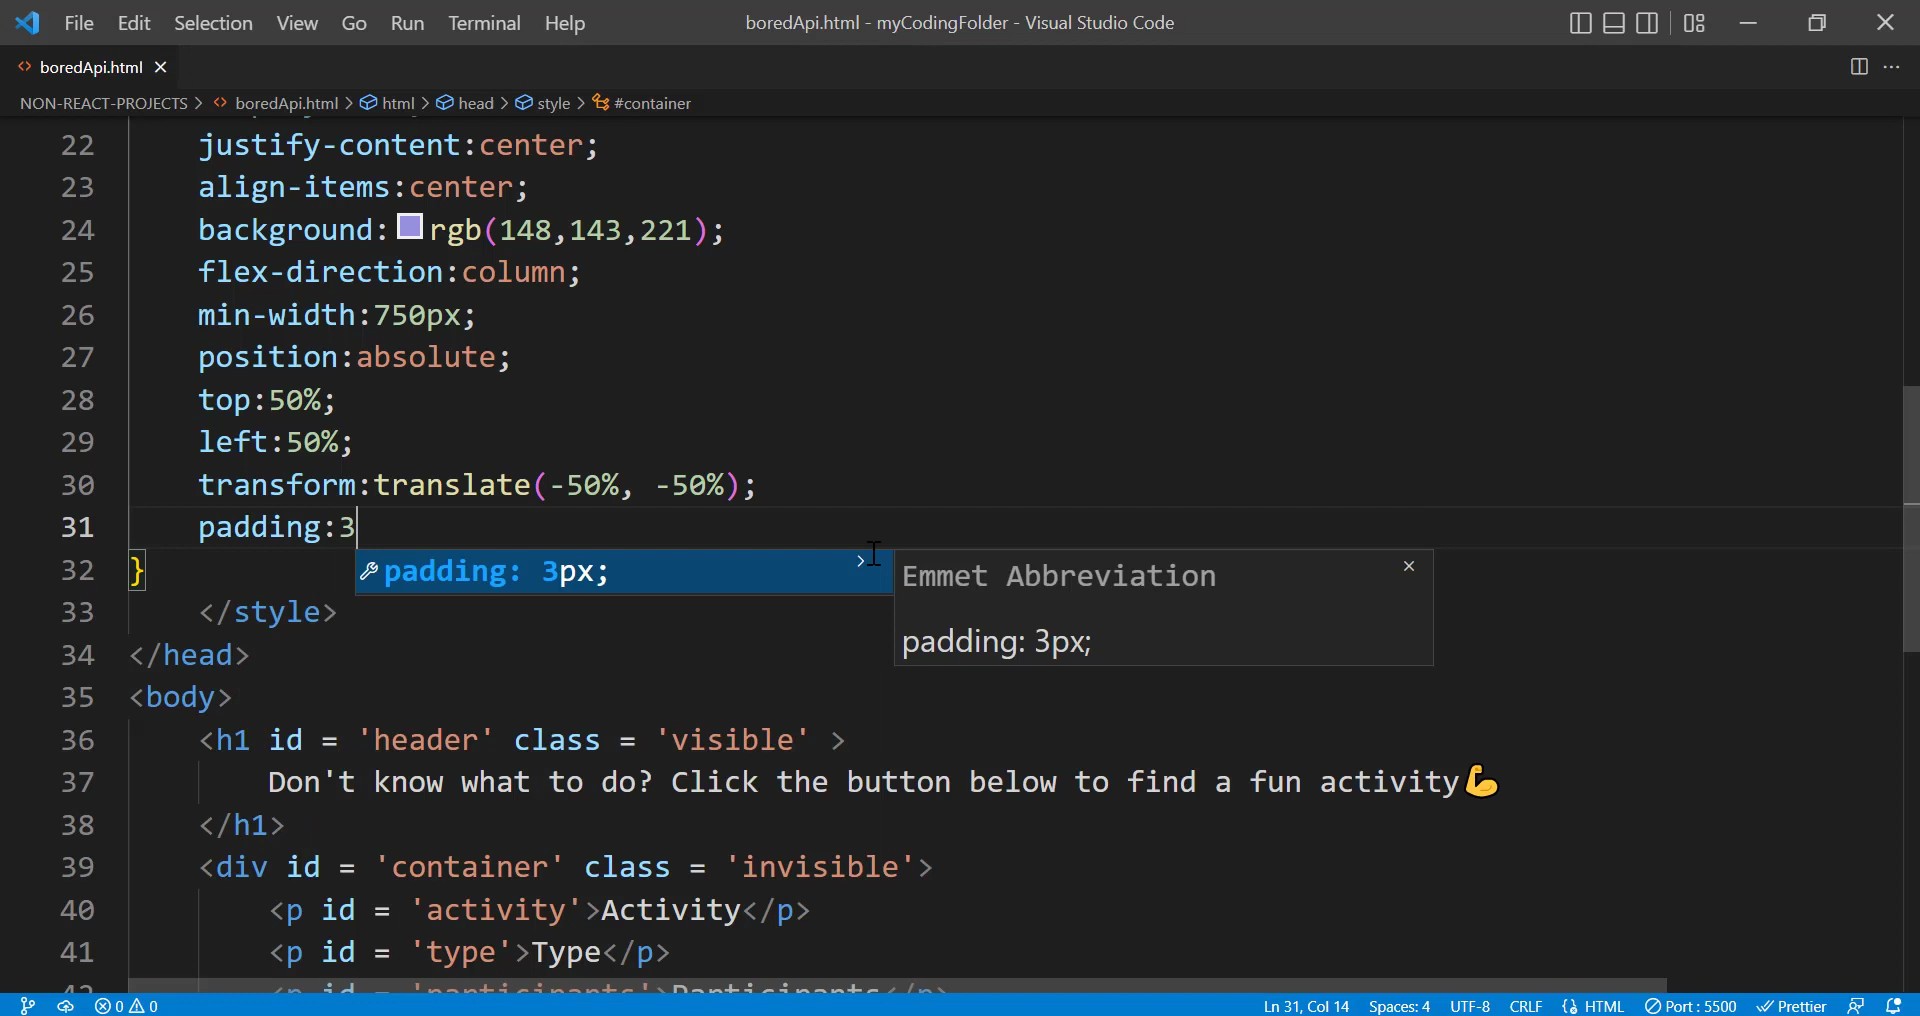 File Edit Selection View Go Run Terminal Help boredApi.html - myCodingFolder - Visual Studio Code
boredApi.html
NON-REACT-PROJECTS > boredApi.html > html > head > style > #container
22 justify-content:center;
23 align-items:center;
24 background: rgb(148,143,221);
25 flex-direction:column;
26 min-width:750px;
27 position:absolute;
28 top:50%;
29 left:50%;
30 transform:translate(-50%, -50%);
31 padding:3
32 }
padding: 3px; >
Emmet Abbreviation
padding: 3px;
33 </style>
34 </head>
35 <body>
36 <h1 id = 'header' class = 'visible' >
37 Don't know what to do? Click the button below to find a fun activity💪
38 </h1>
39 <div id = 'container' class = 'invisible'>
40 <p id = 'activity'>Activity</p>
41 <p id = 'type'>Type</p>
42 <p id = 'participants'>Participants</p>
0 0 Ln 31, Col 14 Spaces: 4 UTF-8 CRLF {} HTML Port : 5500 Prettier